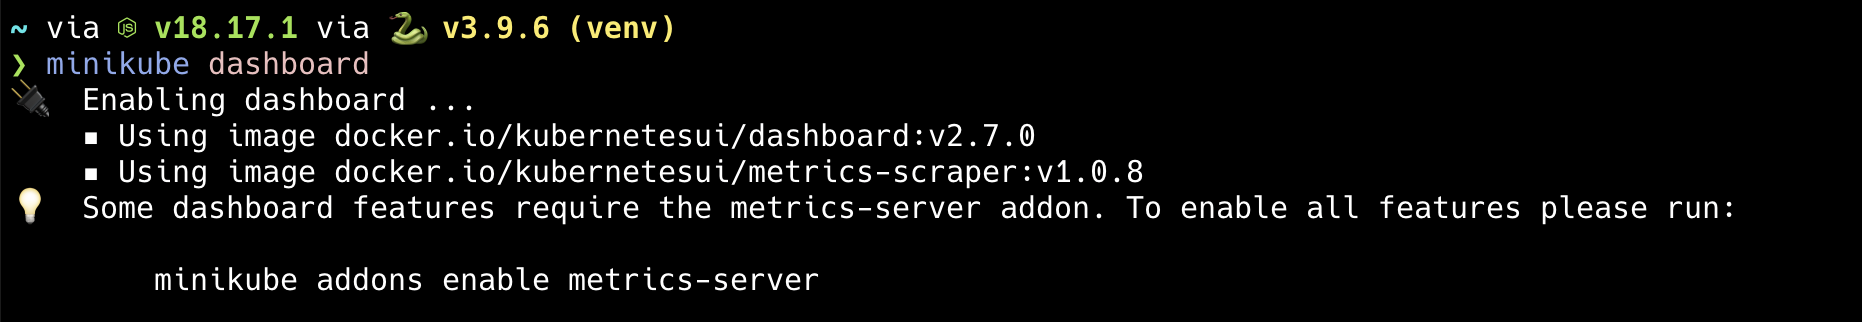 ~ via v18.17.1 via v3.9.6 (venv)
❯ minikube dashboard
Enabling dashboard ...
▪ Using image docker.io/kubernetesui/dashboard:v2.7.0
▪ Using image docker.io/kubernetesui/metrics-scraper:v1.0.8
Some dashboard features require the metrics-server addon. To enable all features please run:
minikube addons enable metrics-server